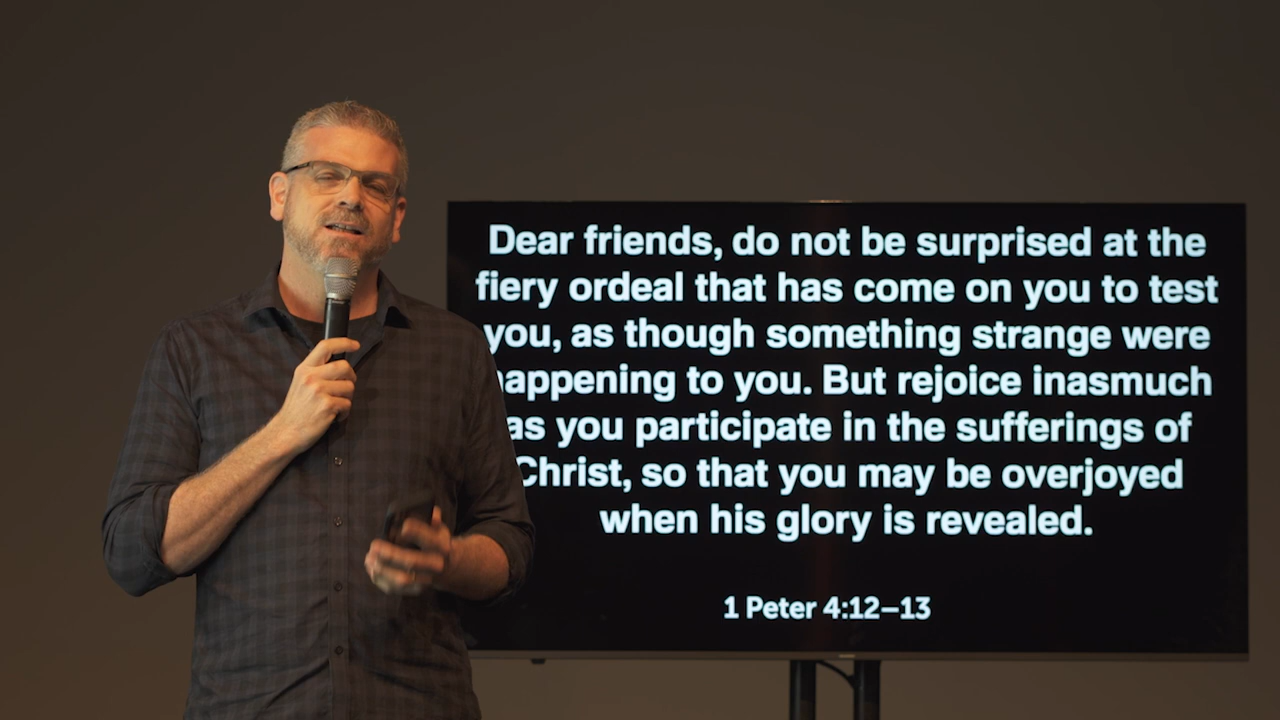 Dear friends, do not be surprised at the
fiery ordeal that has come on you to test
you, as though something strange were
happening to you. But rejoice inasmuch
as you participate in the sufferings of
Christ, so that you may be overjoyed
when his glory is revealed.
1 Peter 4:12–13